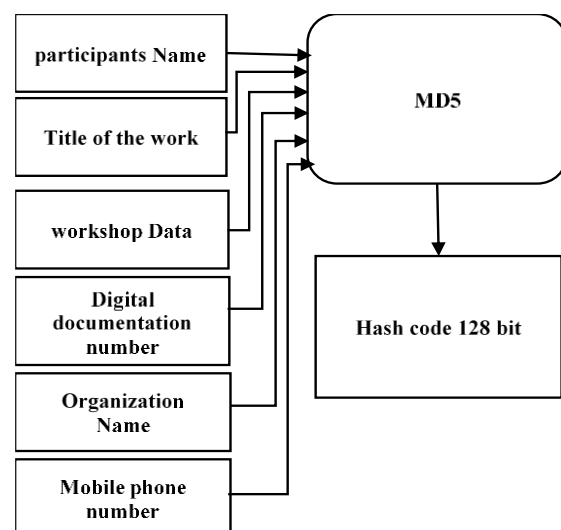 participants Name
Title of the work
workshop Data
Digital
documentation
number
Organization
Name
Mobile phone
number
MD5
Hash code 128 bit